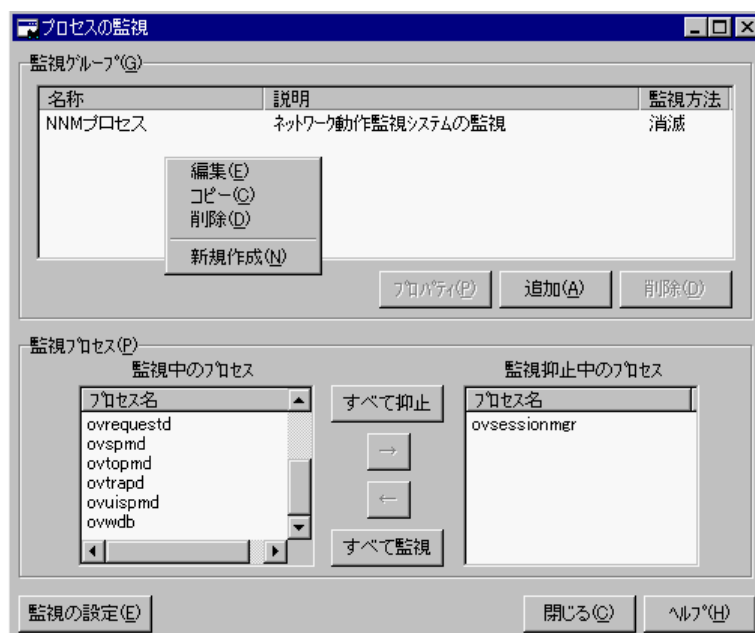 プロセスの監視
監視ｸﾞﾙｰﾌﾟ(G)
名称 説明 監視方法
NNMプロセス ﾈｯﾄﾜｰｸ動作監視ｼｽﾃﾑの監視 消滅
編集(E)
コピー(C)
削除(D)
新規作成(N)
ﾌﾟﾛﾊﾟﾃｨ(P) 追加(A) 削除(D)
監視ﾌﾟﾛｾｽ(P)
監視中のﾌﾟﾛｾｽ 監視抑止中のﾌﾟﾛｾｽ
ﾌﾟﾛｾｽ名 すべて抑止 ﾌﾟﾛｾｽ名
ovrequestd ovsessionmgr
ovspmd →
ovtopmd
ovtrapd
ovuispmd ←
ovwdb
すべて監視
監視の設定(E) 閉じる(C) ﾍﾙﾌﾟ(H)